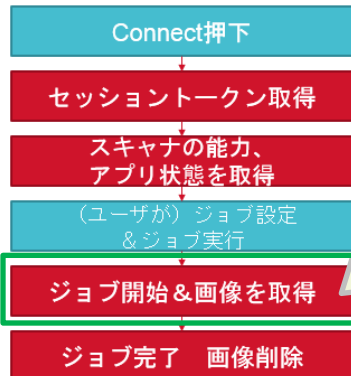 Connect押下
セッショントークン取得
スキャナの能力、
アプリ状態を取得
（ユーザが）ジョブ設定
＆ジョブ実行
ジョブ開始＆画像を取得
ジョブ完了　画像削除